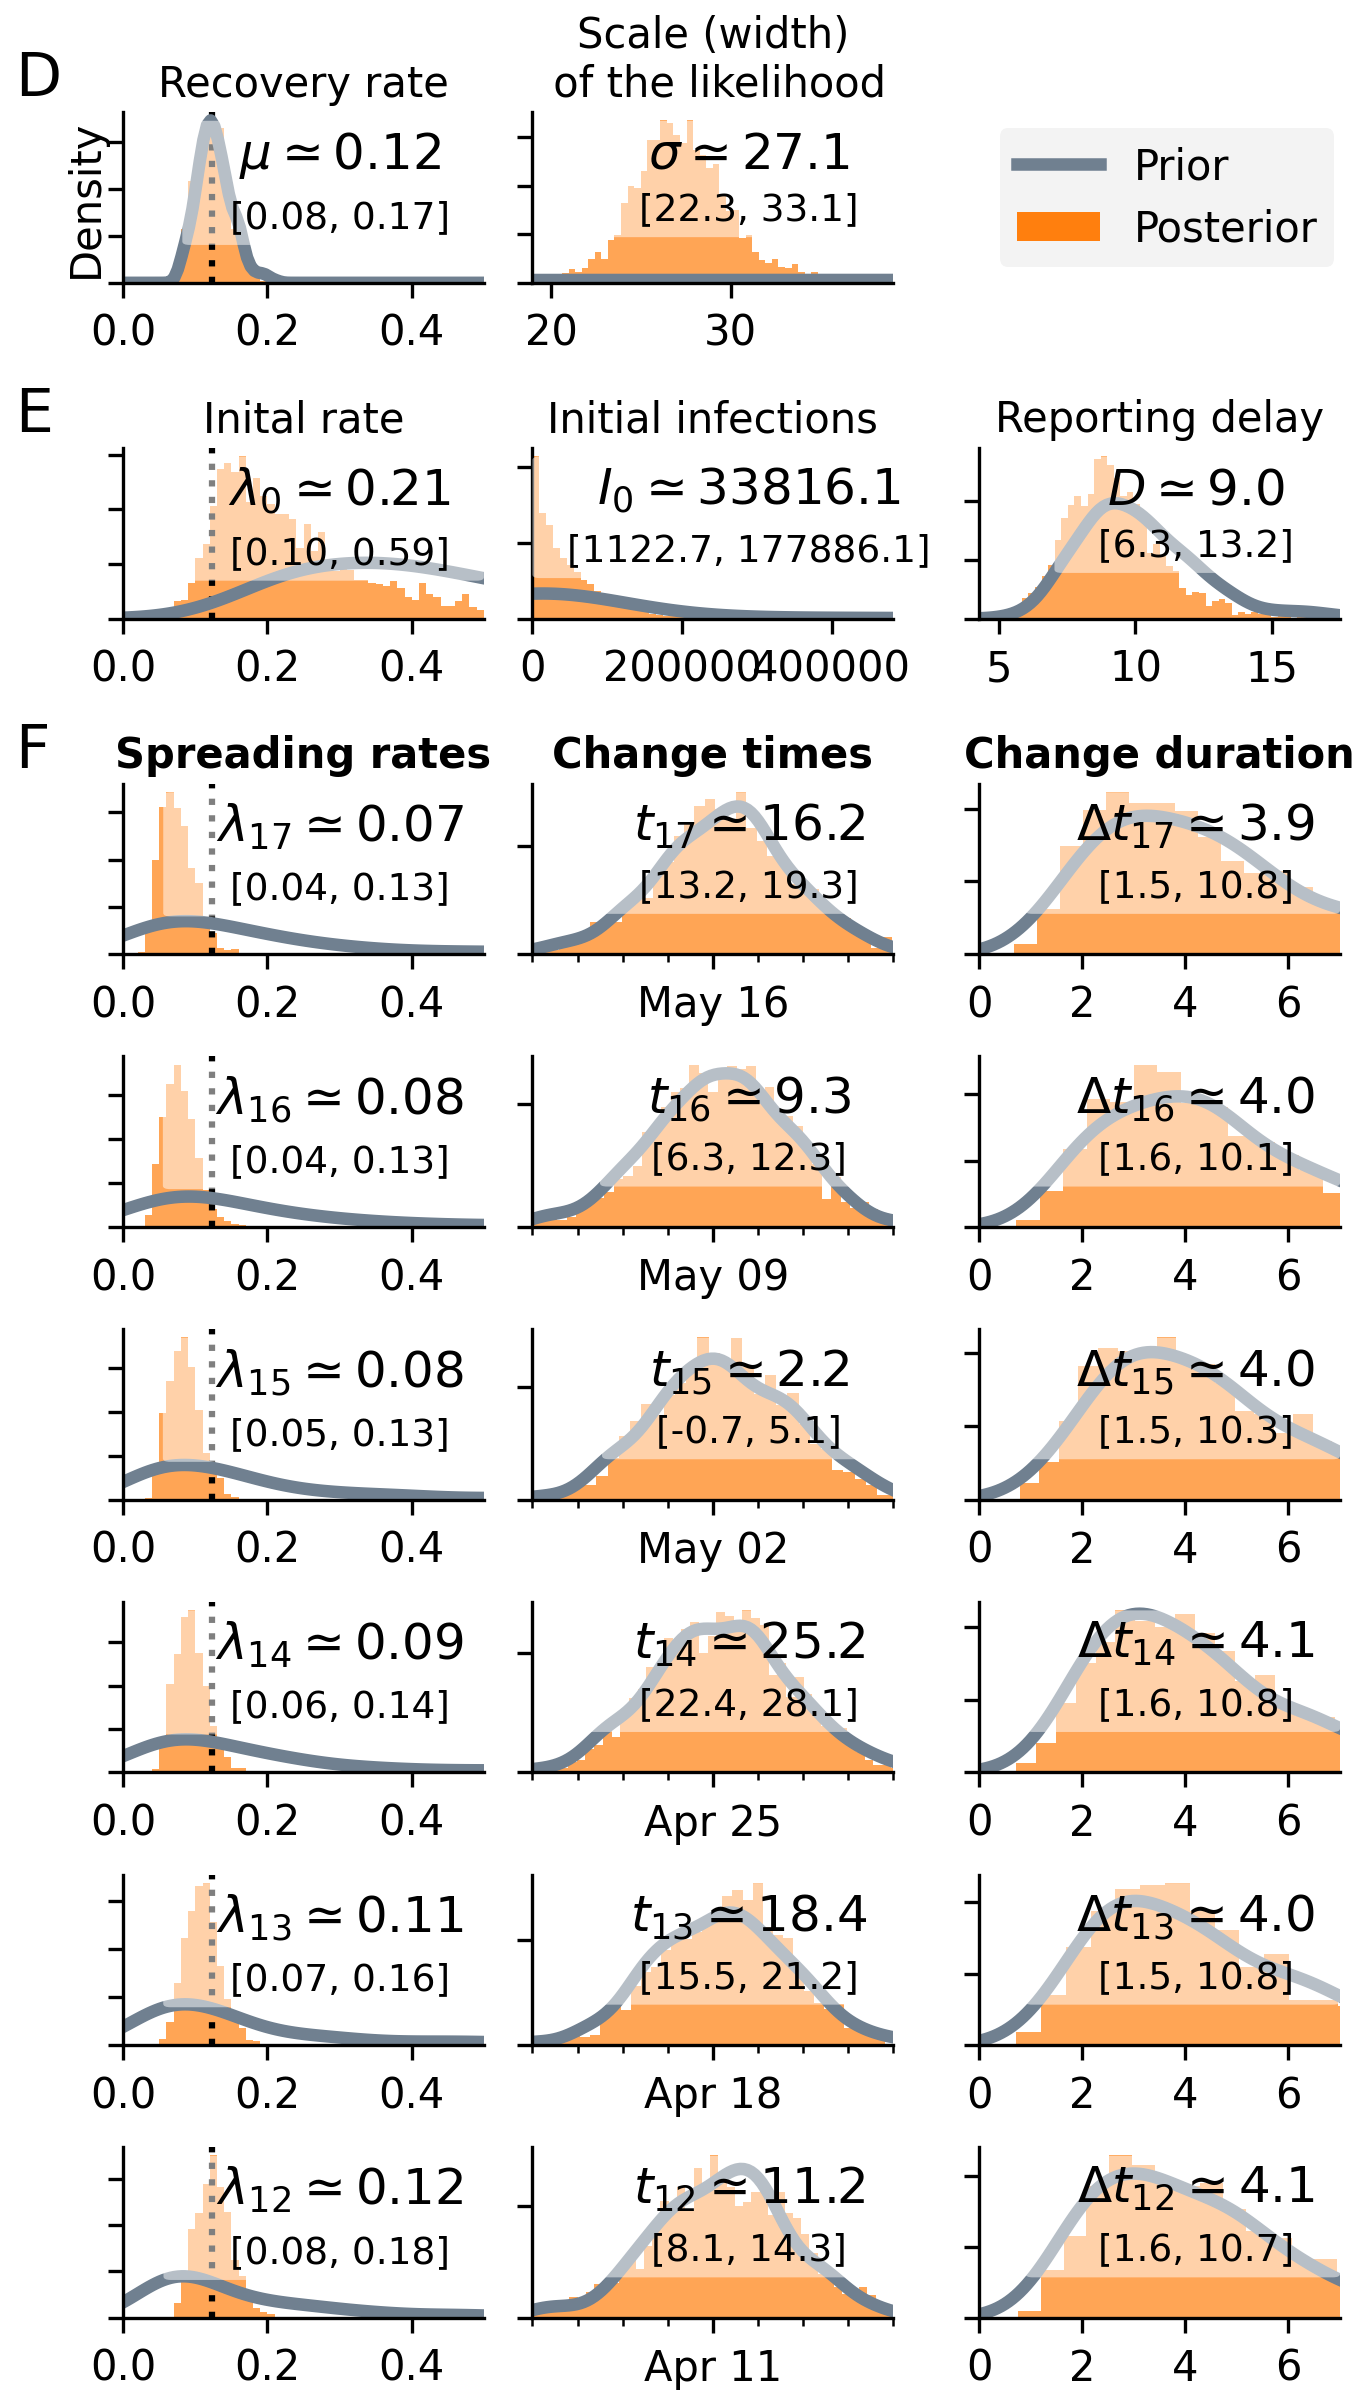 D
Recovery rate
Scale (width)
of the likelihood
Density
μ ≃ 0.12
[0.08, 0.17]
σ ≃ 27.1
[22.3, 33.1]
Prior
Posterior
0.0 0.2 0.4
20 30
E
Inital rate
Initial infections
Reporting delay
λ0 ≃ 0.21
[0.10, 0.59]
I0 ≃ 33816.1
[1122.7, 177886.1]
D ≃ 9.0
[6.3, 13.2]
0.0 0.2 0.4
0 200000 400000
5 10 15
F
Spreading rates
Change times
Change duration
λ17 ≃ 0.07
[0.04, 0.13]
t17 ≃ 16.2
[13.2, 19.3]
Δt17 ≃ 3.9
[1.5, 10.8]
0.0 0.2 0.4
May 16
0 2 4 6
λ16 ≃ 0.08
[0.04, 0.13]
t16 ≃ 9.3
[6.3, 12.3]
Δt16 ≃ 4.0
[1.6, 10.1]
0.0 0.2 0.4
May 09
0 2 4 6
λ15 ≃ 0.08
[0.05, 0.13]
t15 ≃ 2.2
[-0.7, 5.1]
Δt15 ≃ 4.0
[1.5, 10.3]
0.0 0.2 0.4
May 02
0 2 4 6
λ14 ≃ 0.09
[0.06, 0.14]
t14 ≃ 25.2
[22.4, 28.1]
Δt14 ≃ 4.1
[1.6, 10.8]
0.0 0.2 0.4
Apr 25
0 2 4 6
λ13 ≃ 0.11
[0.07, 0.16]
t13 ≃ 18.4
[15.5, 21.2]
Δt13 ≃ 4.0
[1.5, 10.8]
0.0 0.2 0.4
Apr 18
0 2 4 6
λ12 ≃ 0.12
[0.08, 0.18]
t12 ≃ 11.2
[8.1, 14.3]
Δt12 ≃ 4.1
[1.6, 10.7]
0.0 0.2 0.4
Apr 11
0 2 4 6